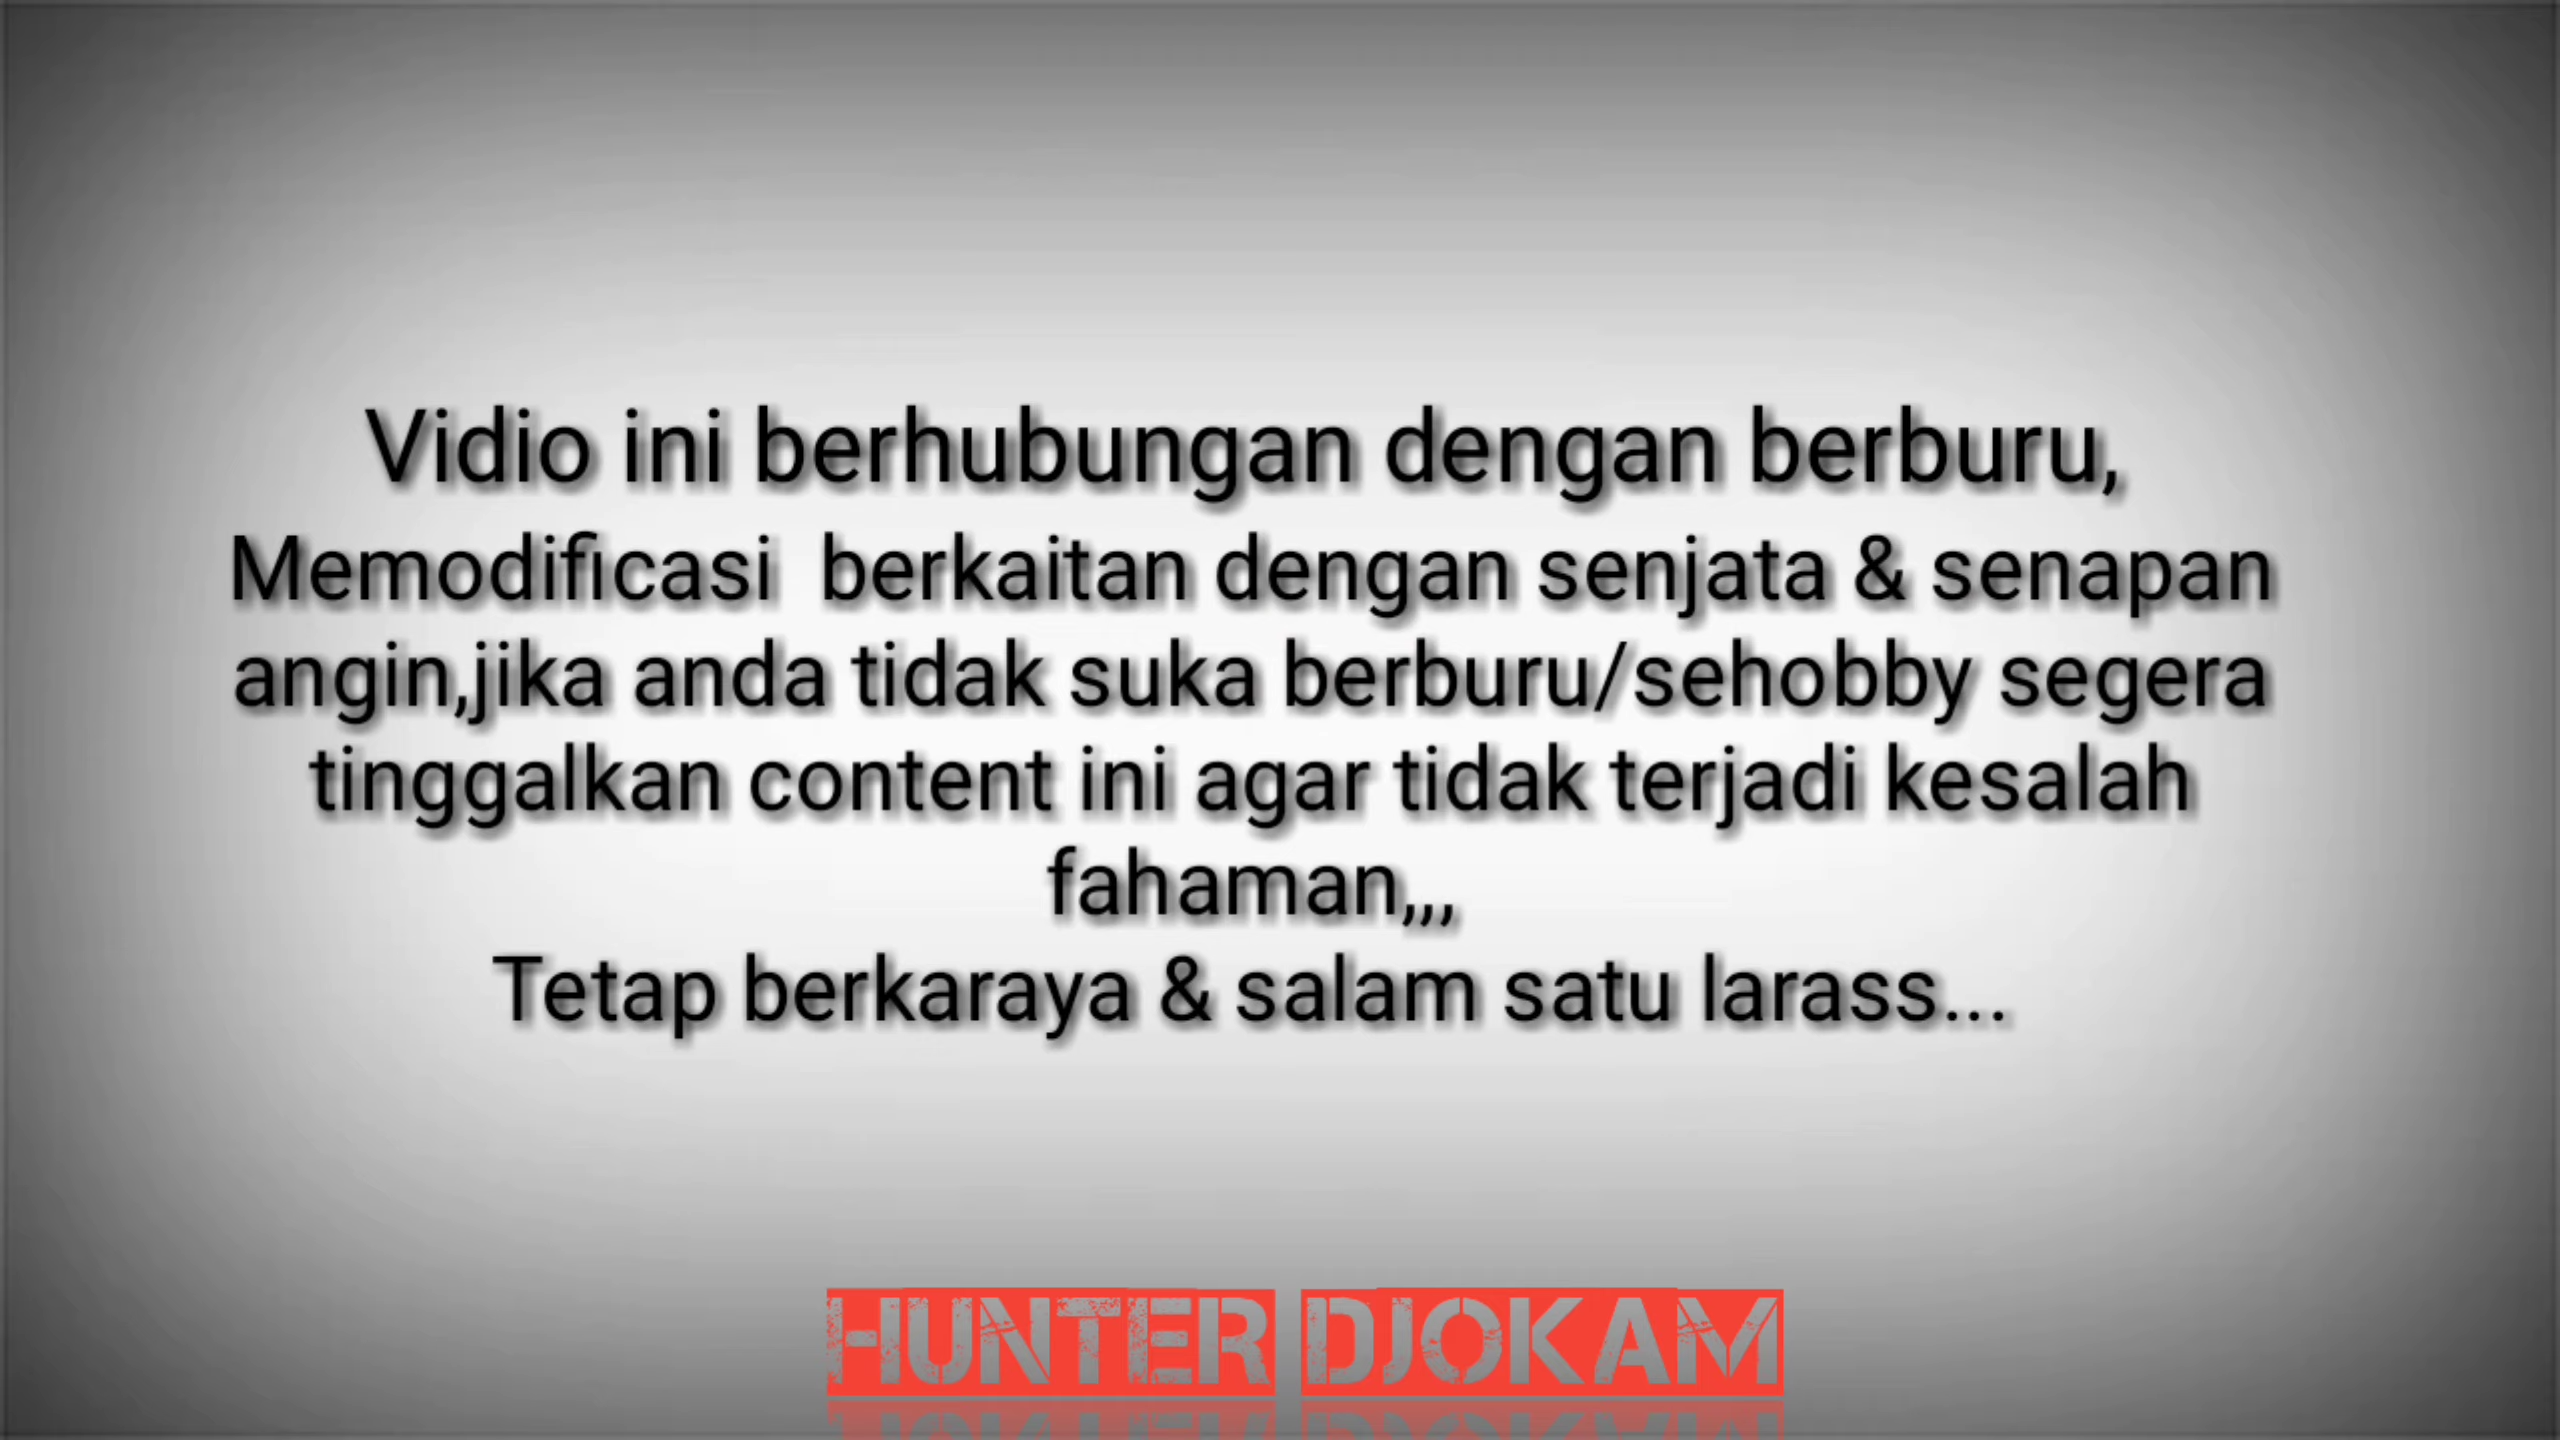 Vidio ini berhubungan dengan berburu,
Memodificasi  berkaitan dengan senjata & senapan
angin,jika anda tidak suka berburu/sehobby segera
tinggalkan content ini agar tidak terjadi kesalah
fahaman,,,
Tetap berkaraya & salam satu larass...
HUNTER DJOKAM